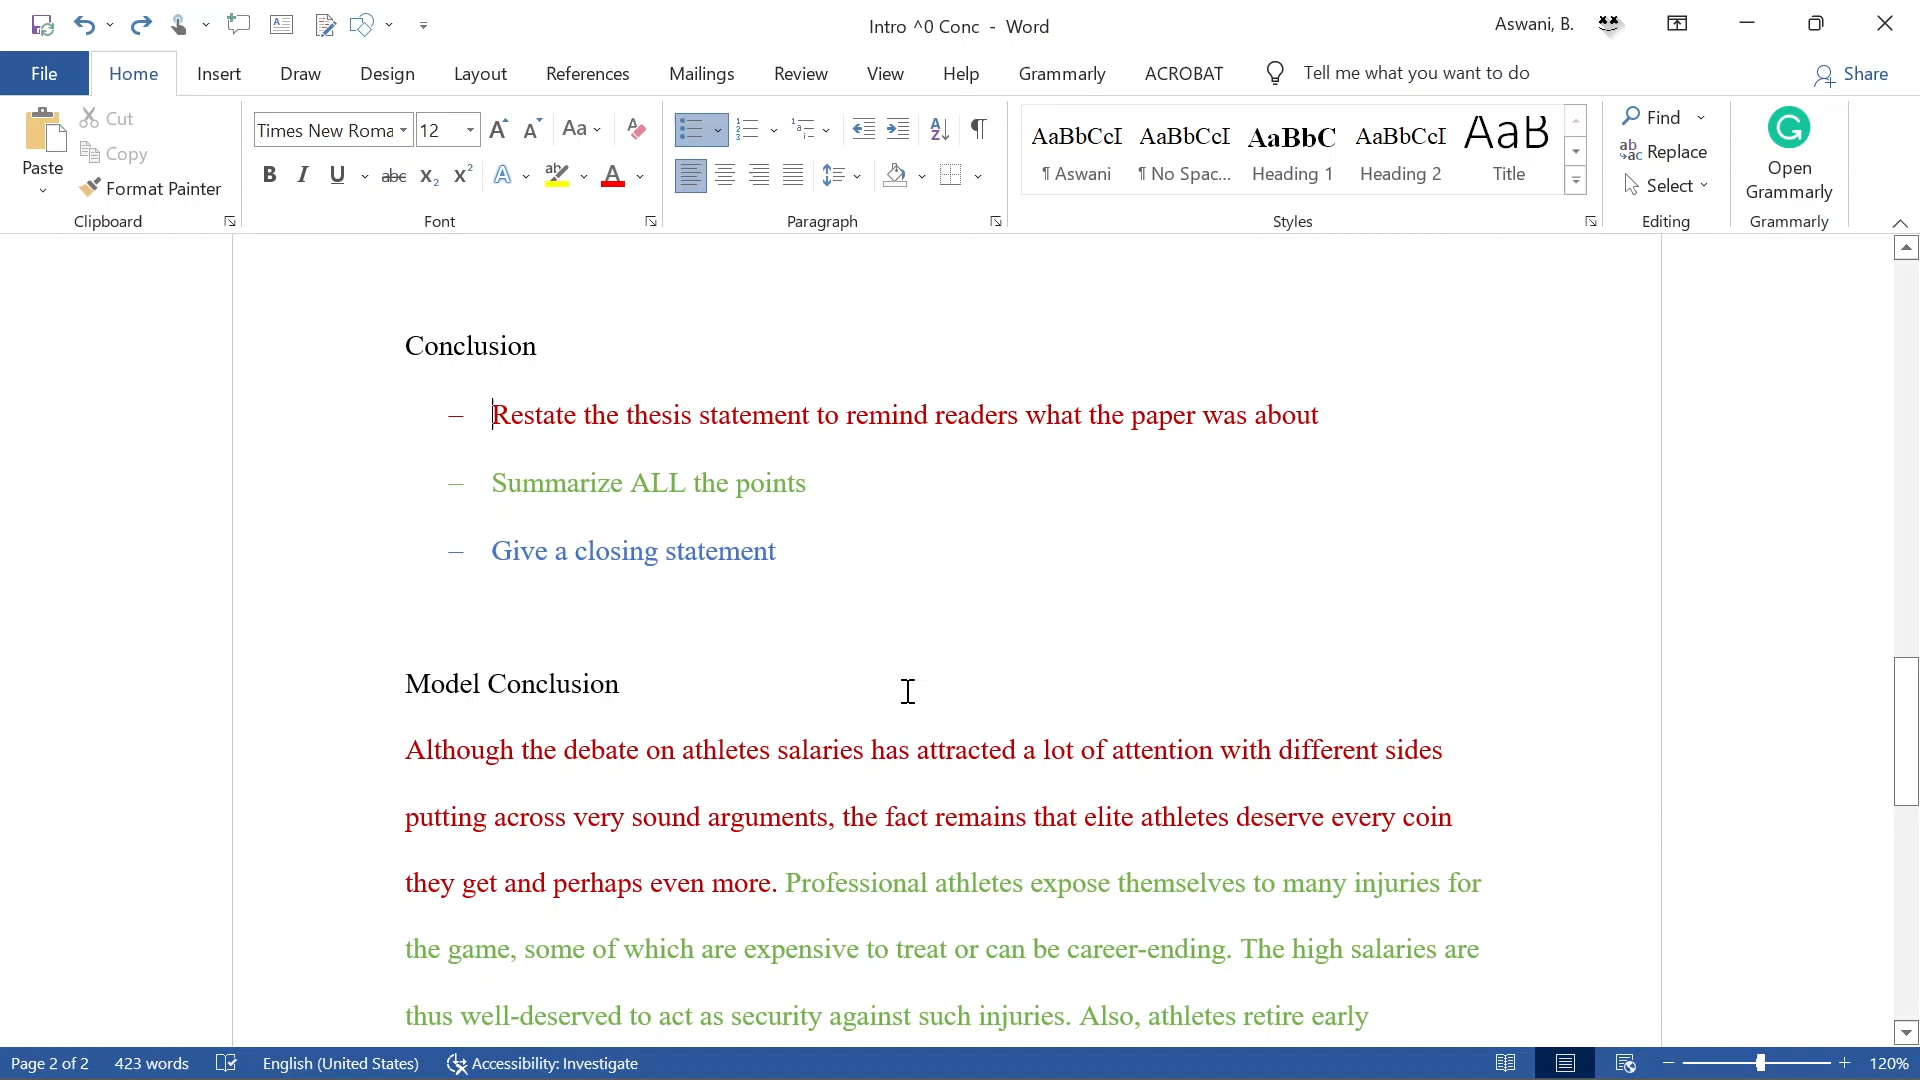 Intro ^0 Conc - Word
Aswani, B.
File Home Insert Draw Design Layout References Mailings Review View Help Grammarly ACROBAT Tell me what you want to do Share
Paste
Cut
Copy
Format Painter
Clipboard
Times New Roma 12
Font
Paragraph
AaBbCcI AaBbCcI AaBbC AaBbCcI AaB
¶ Aswani ¶ No Spac... Heading 1 Heading 2 Title
Styles
Find
Replace
Select
Editing
Open
Grammarly
Grammarly
Conclusion
– Restate the thesis statement to remind readers what the paper was about
– Summarize ALL the points
– Give a closing statement
Model Conclusion
Although the debate on athletes salaries has attracted a lot of attention with different sides
putting across very sound arguments, the fact remains that elite athletes deserve every coin
they get and perhaps even more. Professional athletes expose themselves to many injuries for
the game, some of which are expensive to treat or can be career-ending. The high salaries are
thus well-deserved to act as security against such injuries. Also, athletes retire early
Page 2 of 2 423 words English (United States) Accessibility: Investigate 120%